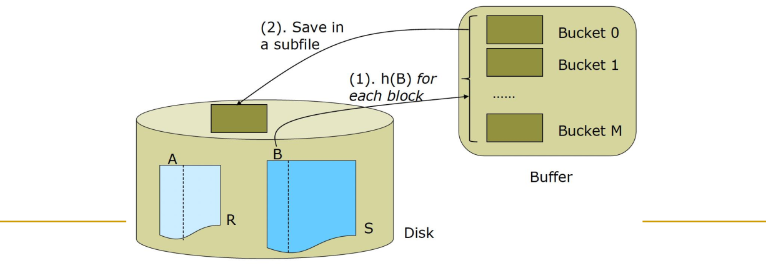 (2). Save in
a subfile
Bucket 0
Bucket 1
(1). h(B) for
each block
......
Bucket M
Buffer
A
B
R
S
Disk